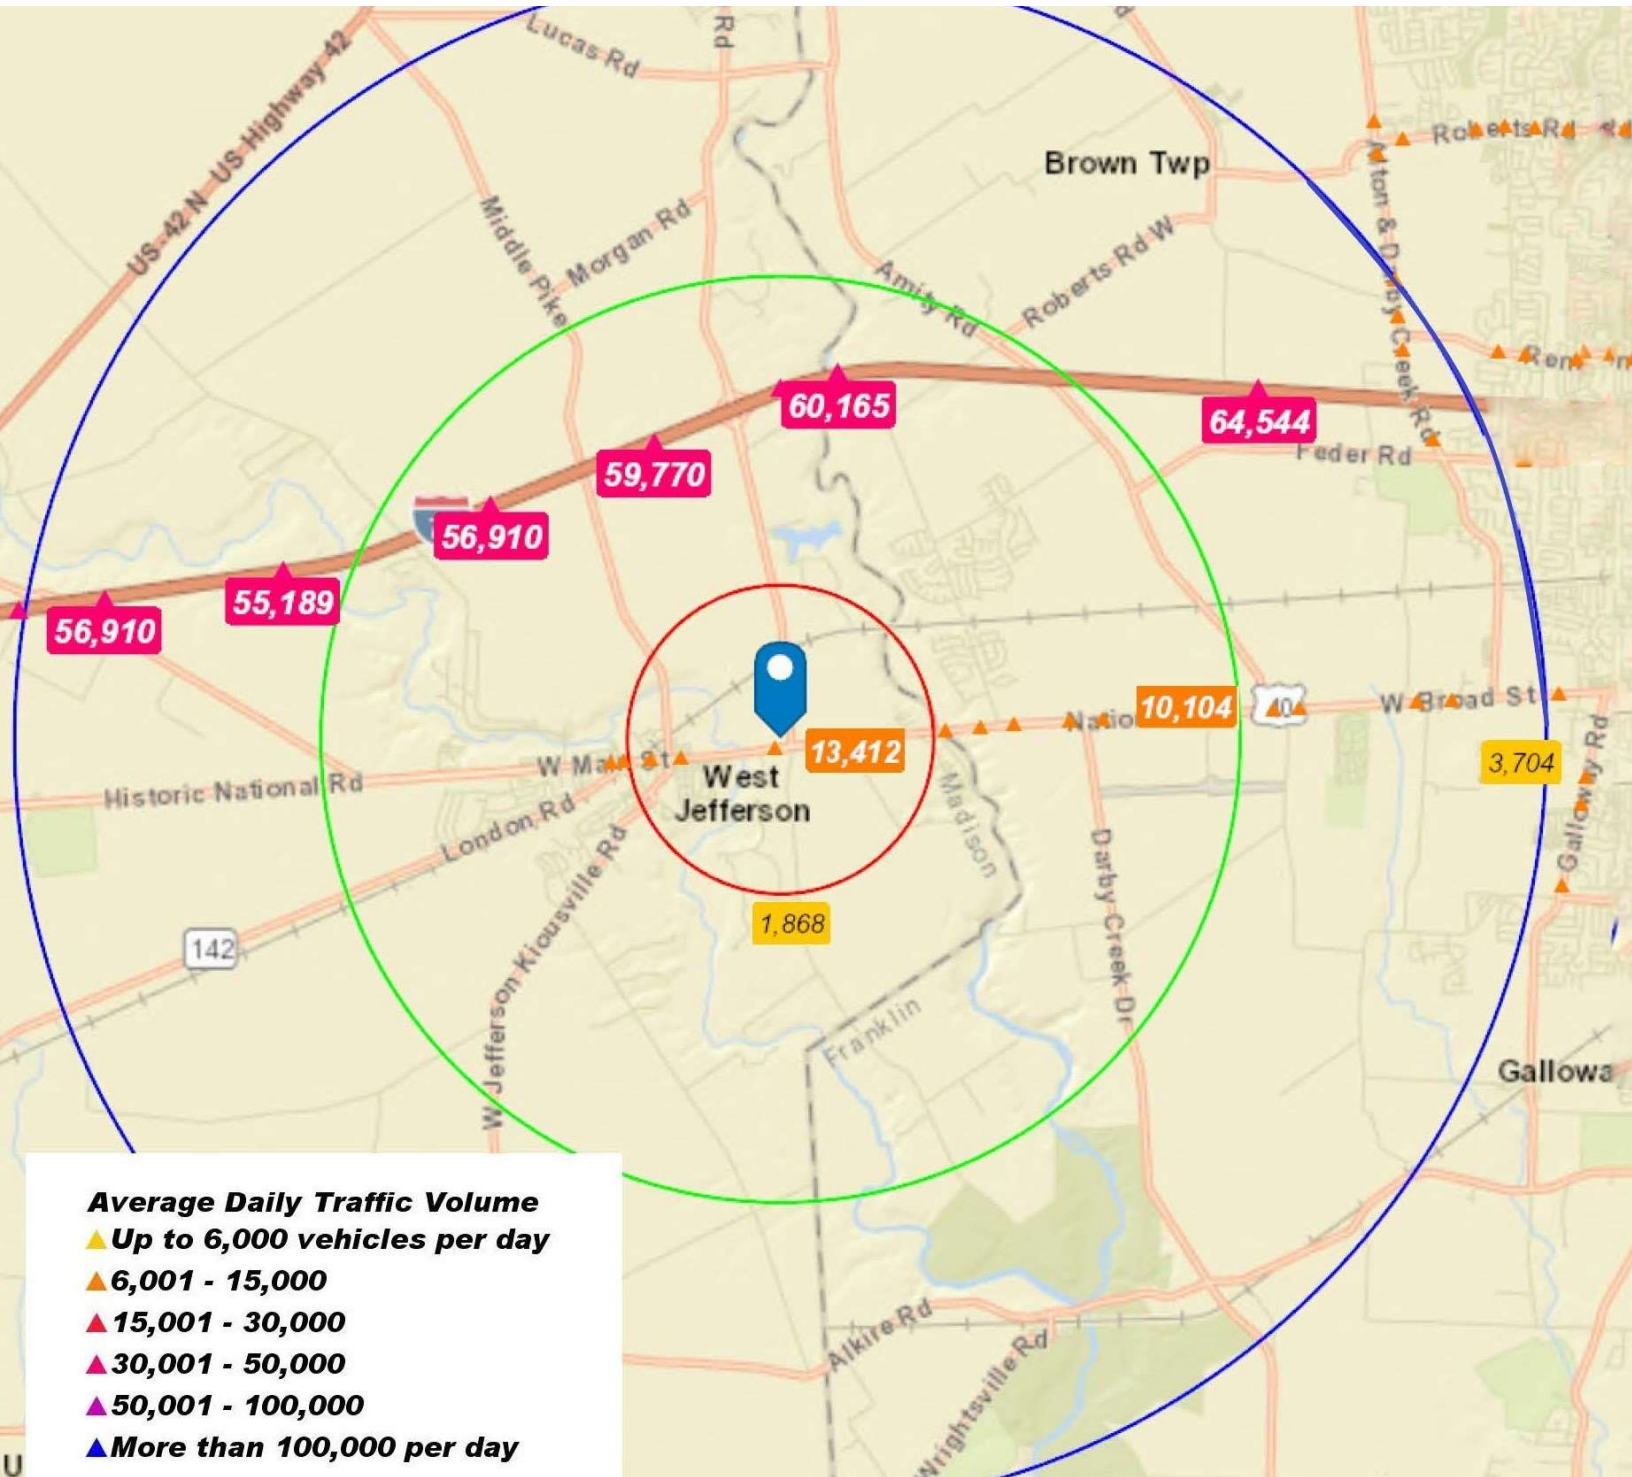 Lucas Rd
Rd
US 42 N US Highway 42
Brown Twp
Roberts Rd
Alton & Darby Creek Rd
Middle Pike
Morgan Rd
Amity Rd
Roberts Rd W
60,165
64,544
Feder Rd
59,770
56,910
55,189
56,910
10,104
40
W Broad St
13,412
3,704
W Main St
West
Jefferson
Historic National Rd
London Rd
Madison
Galloway Rd
Darby Creek Dr
W Jefferson Kiousville Rd
1,868
142
Franklin
Gallowa
Alkire Rd
Wrightsville Rd
Average Daily Traffic Volume
Up to 6,000 vehicles per day
6,001 - 15,000
15,001 - 30,000
30,001 - 50,000
50,001 - 100,000
More than 100,000 per day
U